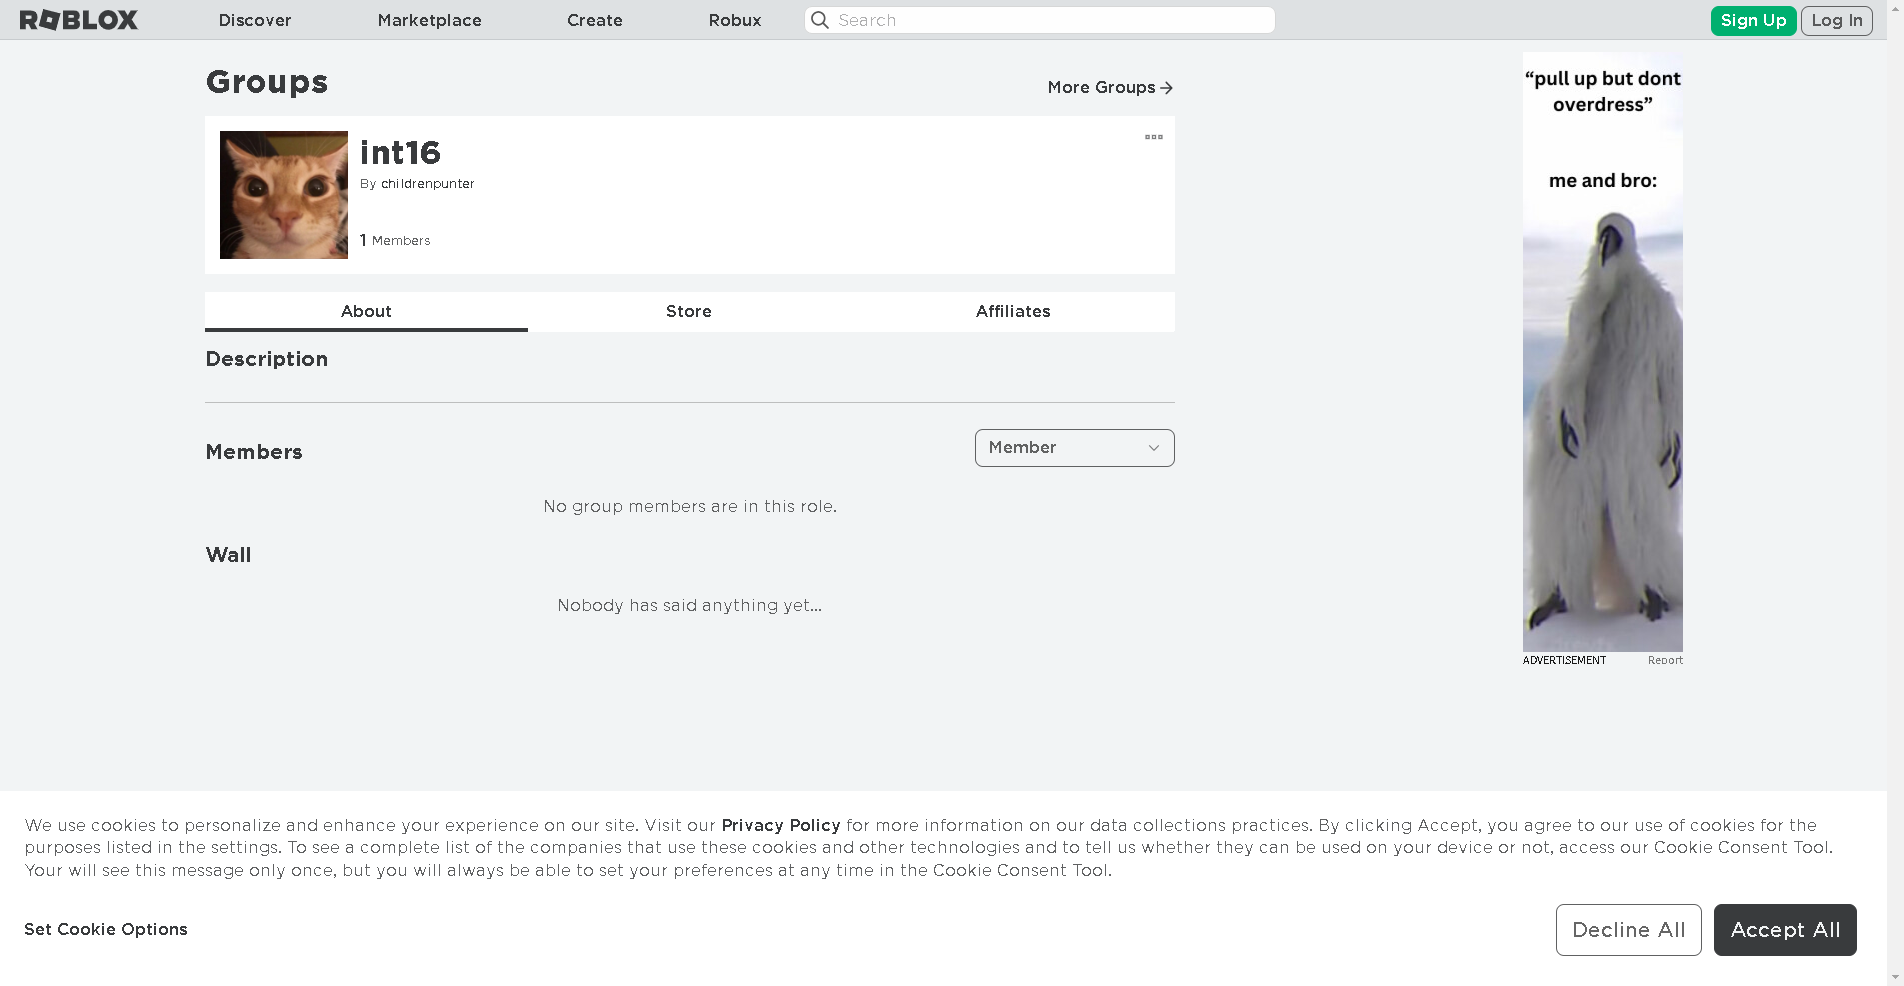 ROBLOX Discover Marketplace Create Robux Search Sign Up Log In
Groups
More Groups
int16
By childrenpunter
1 Members
About Store Affiliates
Description
Members
Member
No group members are in this role.
Wall
Nobody has said anything yet...
“pull up but dont
overdress”
me and bro:
ADVERTISEMENT Report
We use cookies to personalize and enhance your experience on our site. Visit our Privacy Policy for more information on our data collections practices. By clicking Accept, you agree to our use of cookies for the
purposes listed in the settings. To see a complete list of the companies that use these cookies and other technologies and to tell us whether they can be used on your device or not, access our Cookie Consent Tool.
Your will see this message only once, but you will always be able to set your preferences at any time in the Cookie Consent Tool.
Set Cookie Options
Decline All
Accept All